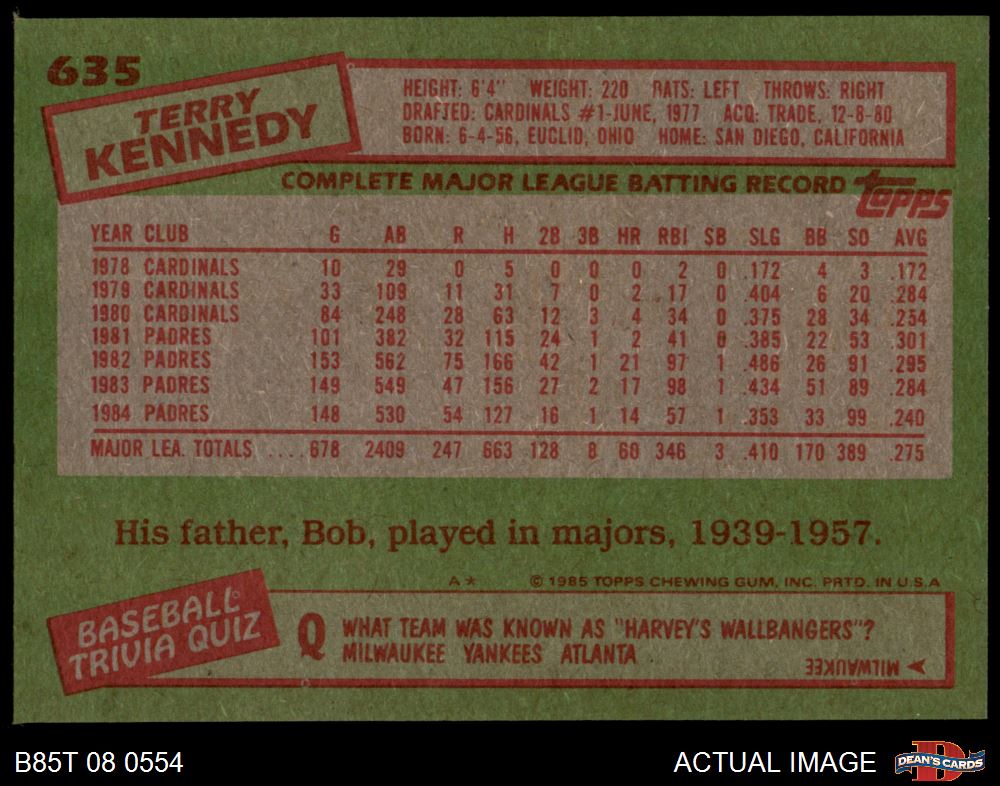 635
TERRY
KENNEDY
HEIGHT: 6'4" WEIGHT: 220 BATS: LEFT THROWS: RIGHT
DRAFTED: CARDINALS #1-JUNE, 1977 ACQ: TRADE, 12-8-80
BORN: 6-4-56, EUCLID, OHIO HOME: SAN DIEGO, CALIFORNIA
COMPLETE MAJOR LEAGUE BATTING RECORD topps
YEAR CLUB G AB R H 2B 3B HR RBI SB SLG BB SO AVG
1978 CARDINALS 10 29 0 5 0 0 0 2 0 .172 4 3 .172
1979 CARDINALS 33 109 11 31 7 0 2 17 0 .404 6 20 .284
1980 CARDINALS 84 248 28 63 12 3 4 34 0 .375 28 34 .254
1981 PADRES 101 382 32 115 24 1 2 41 0 .385 22 53 .301
1982 PADRES 153 562 75 166 42 1 21 97 1 .486 26 91 .295
1983 PADRES 149 549 47 156 27 2 17 98 1 .434 51 89 .284
1984 PADRES 148 530 54 127 16 1 14 57 1 .353 33 99 .240
MAJOR LEA. TOTALS ....678 2409 247 663 128 8 60 346 3 .410 170 389 .275
His father, Bob, played in majors, 1939-1957.
A* © 1985 TOPPS CHEWING GUM, INC. PRTD. IN U.S.A
BASEBALL
TRIVIA QUIZ
Q WHAT TEAM WAS KNOWN AS "HARVEY'S WALLBANGERS"?
MILWAUKEE YANKEES ATLANTA
MILWAUKEE
B85T 08 0554
ACTUAL IMAGE
D
DEAN'S CARDS